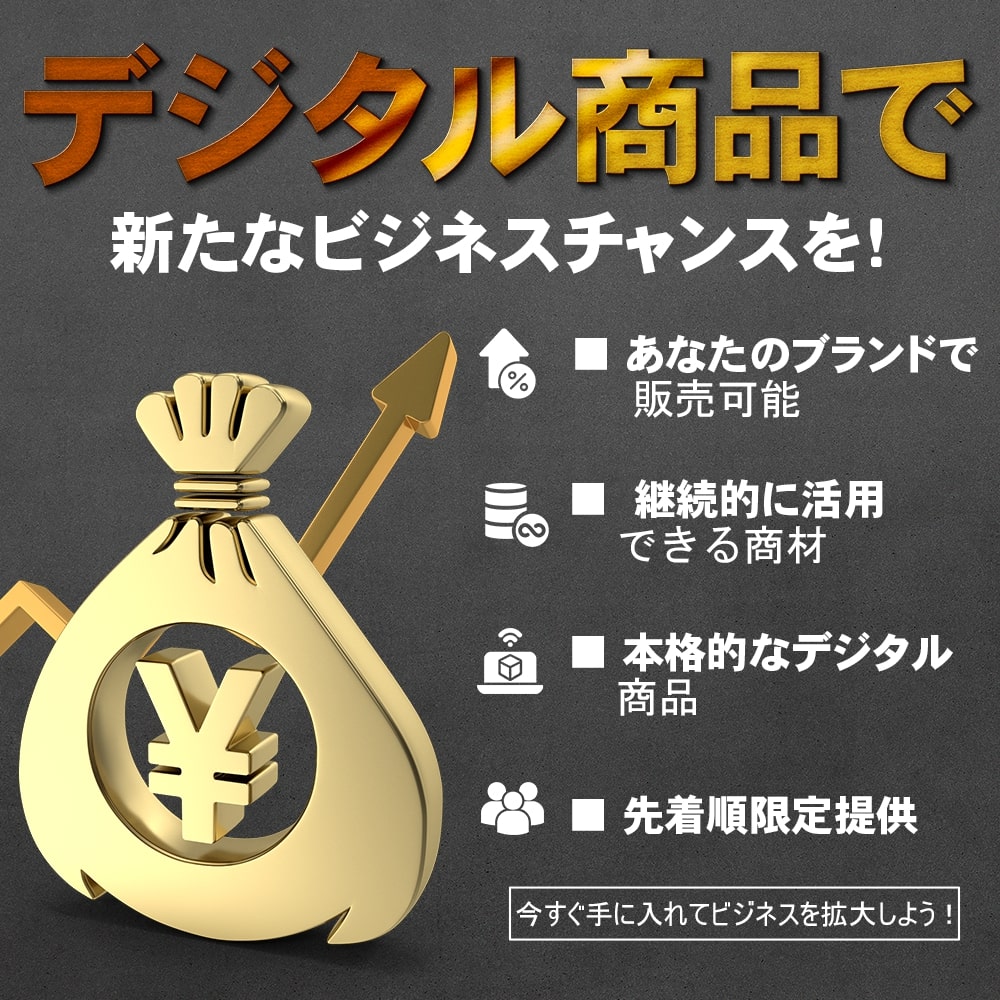 デジタル商品で
新たなビジネスチャンスを!
■ あなたのブランドで
販売可能
■ 継続的に活用
できる商材
■ 本格的なデジタル
商品
■ 先着順限定提供
今すぐ手に入れてビジネスを拡大しよう!
¥
%